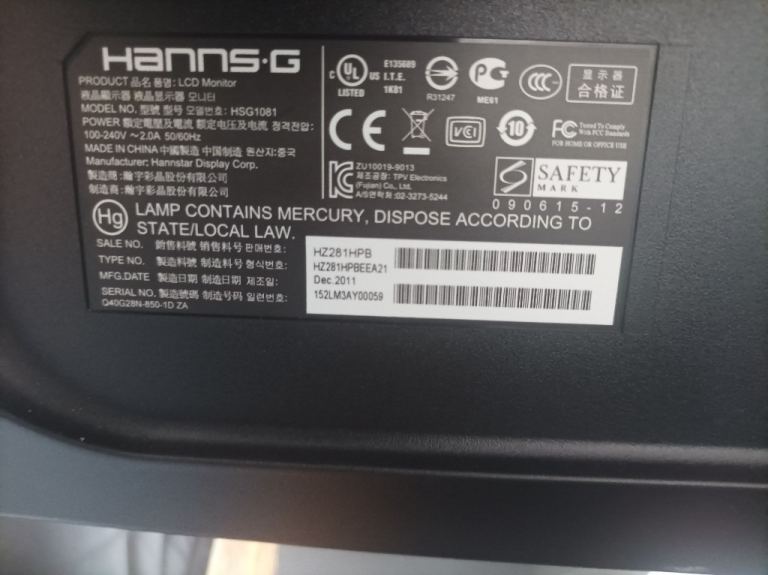 HANNS·G
PRODUCT 品名 품명: LCD Monitor
液晶顯示器 液晶显示器 모니터
MODEL NO. 型號 型号 모델번호: HSG1081
POWER 額定電壓及電流 额定电压及电流 정격전압:
100-240V ～2.0A 50/60Hz
MADE IN CHINA 中國製造 中国制造 원산지:중국
Manufacturer: Hannstar Display Corp.
製造商: 瀚宇彩晶股份有限公司
制造商: 瀚宇彩晶股份有限公司
C UL US
LISTED
E135689
I.T.E.
1K81
R31247
ME61
CCC
显示器
合格证
CE
VCCI
10
FC Tested To Comply
With FCC Standards
FOR HOME OR OFFICE USE
ZU10019-9013
제조공장: TPV Electronics
(Fujian) Co., Ltd.
A/S연락처:02-3273-5244
SAFETY
MARK
090615-12
Hg LAMP CONTAINS MERCURY, DISPOSE ACCORDING TO
STATE/LOCAL LAW.
SALE NO. 銷售料號 销售料号 판매번호: HZ281HPB
TYPE NO. 製造料號 制造料号 형식번호: HZ281HPBEEA21
MFG.DATE 製造日期 制造日期 제조일: Dec.2011
SERIAL NO. 製造號碼 制造号码 일련번호: 152LM3AY00059
Q40G28N-850-1D ZA